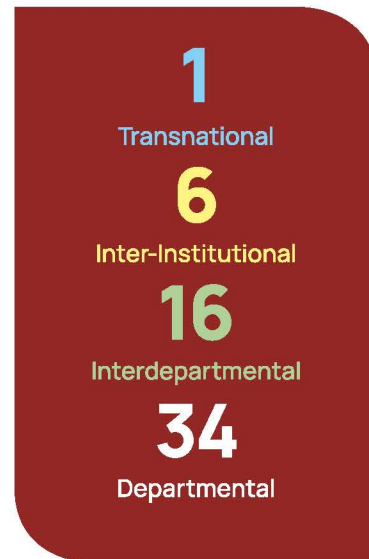 1
Transnational
6
Inter-Institutional
16
Interdepartmental
34
Departmental